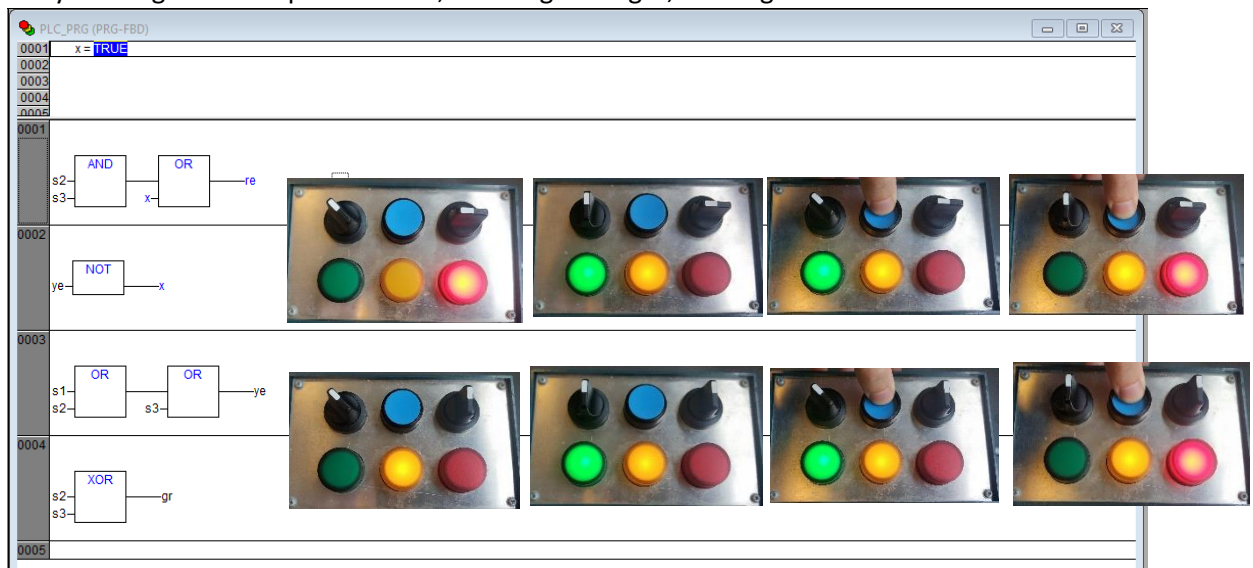 PLC_PRG (PRG-FBD)
0001 x = TRUE
0002
0003
0004
0005
0001
AND OR
s2 re
s3 x
0002
NOT
ye x
0003
OR OR
s1 ye
s2 s3
0004
XOR
s2 gr
s3
0005